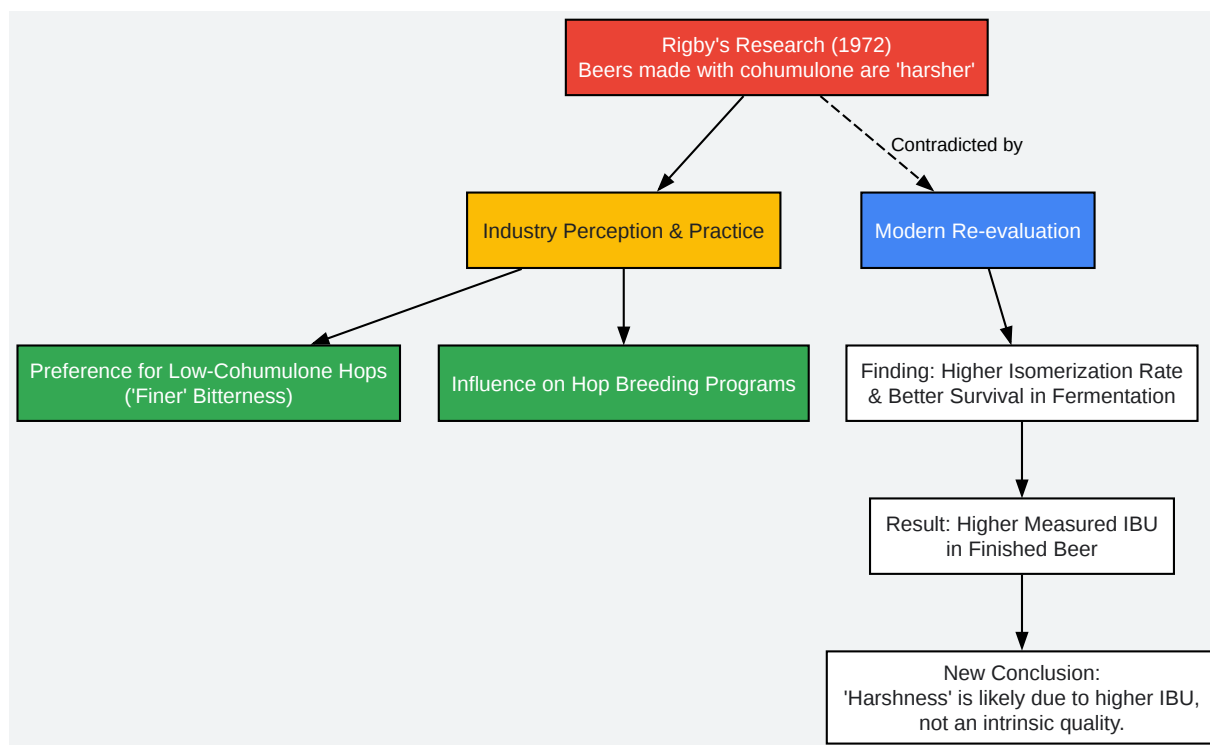 Rigby's Research (1972)
Beers made with cohumulone are 'harsher'
Contradicted by
Industry Perception & Practice
Modern Re-evaluation
Preference for Low-Cohumulone Hops
('Finer' Bitterness)
Influence on Hop Breeding Programs
Finding: Higher Isomerization Rate
& Better Survival in Fermentation
Result: Higher Measured IBU
in Finished Beer
New Conclusion:
'Harshness' is likely due to higher IBU,
not an intrinsic quality.